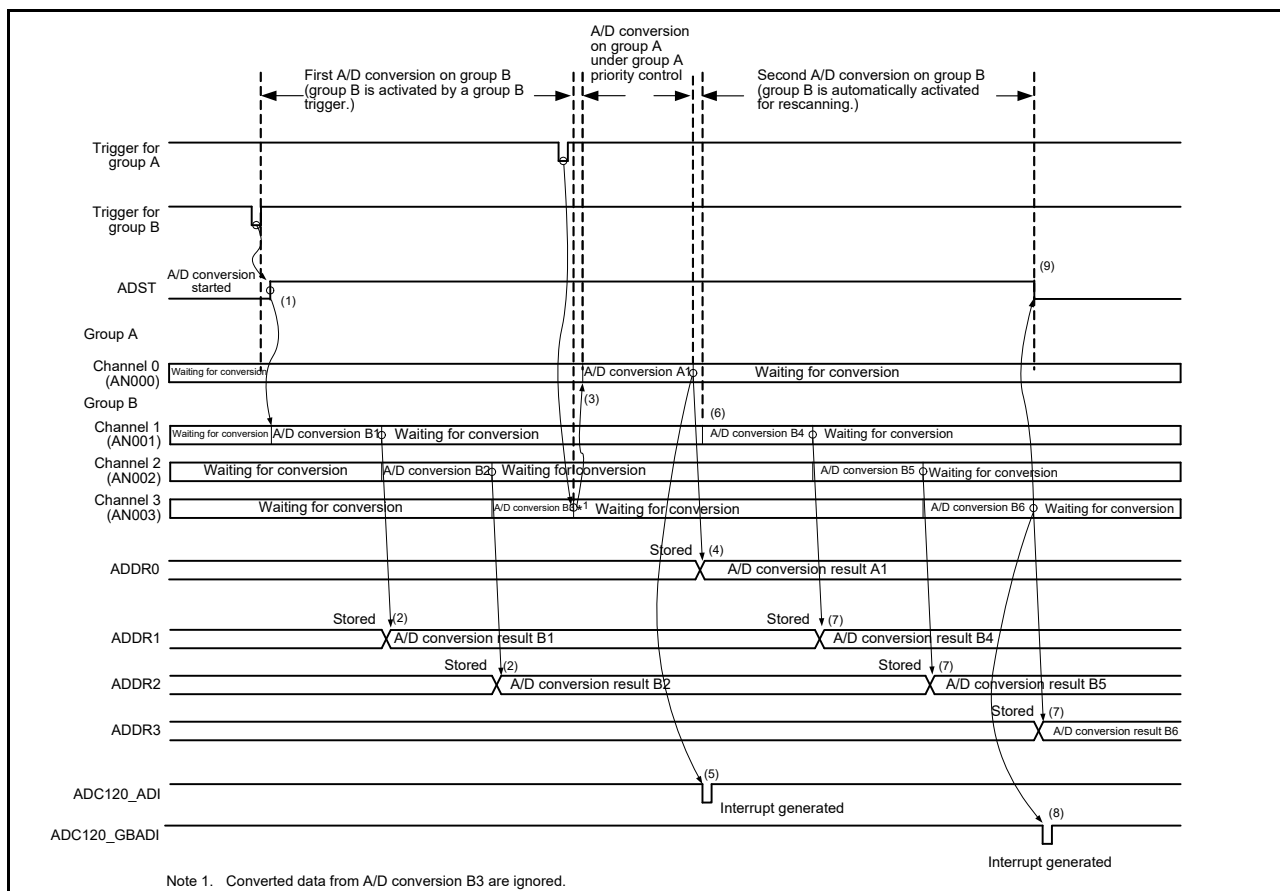 A/D conversion
on group A
under group A
priority control
First A/D conversion on group B
(group B is activated by a group B
trigger.)
Second A/D conversion on group B
(group B is automatically activated
for rescanning.)
Trigger for
group A
Trigger for
group B
ADST
A/D conversion
started
(1)
(9)
Group A
Channel 0
(AN000)
Waiting for conversion
A/D conversion A1
Waiting for conversion
Group B
(3)
(6)
Channel 1
(AN001)
Waiting for conversion
A/D conversion B1
Waiting for conversion
A/D conversion B4
Waiting for conversion
Channel 2
(AN002)
Waiting for conversion
A/D conversion B2
Waiting for conversion
A/D conversion B5
Waiting for conversion
Channel 3
(AN003)
Waiting for conversion
A/D conversion B3
*1
Waiting for conversion
A/D conversion B6
Waiting for conversion
Stored
(4)
ADDR0
A/D conversion result A1
Stored
(2)
Stored
(7)
ADDR1
A/D conversion result B1
A/D conversion result B4
Stored
(2)
Stored
(7)
ADDR2
A/D conversion result B2
A/D conversion result B5
Stored
(7)
ADDR3
A/D conversion result B6
(5)
ADC120_ADI
Interrupt generated
(8)
ADC120_GBADI
Interrupt generated
Note 1. Converted data from A/D conversion B3 are ignored.